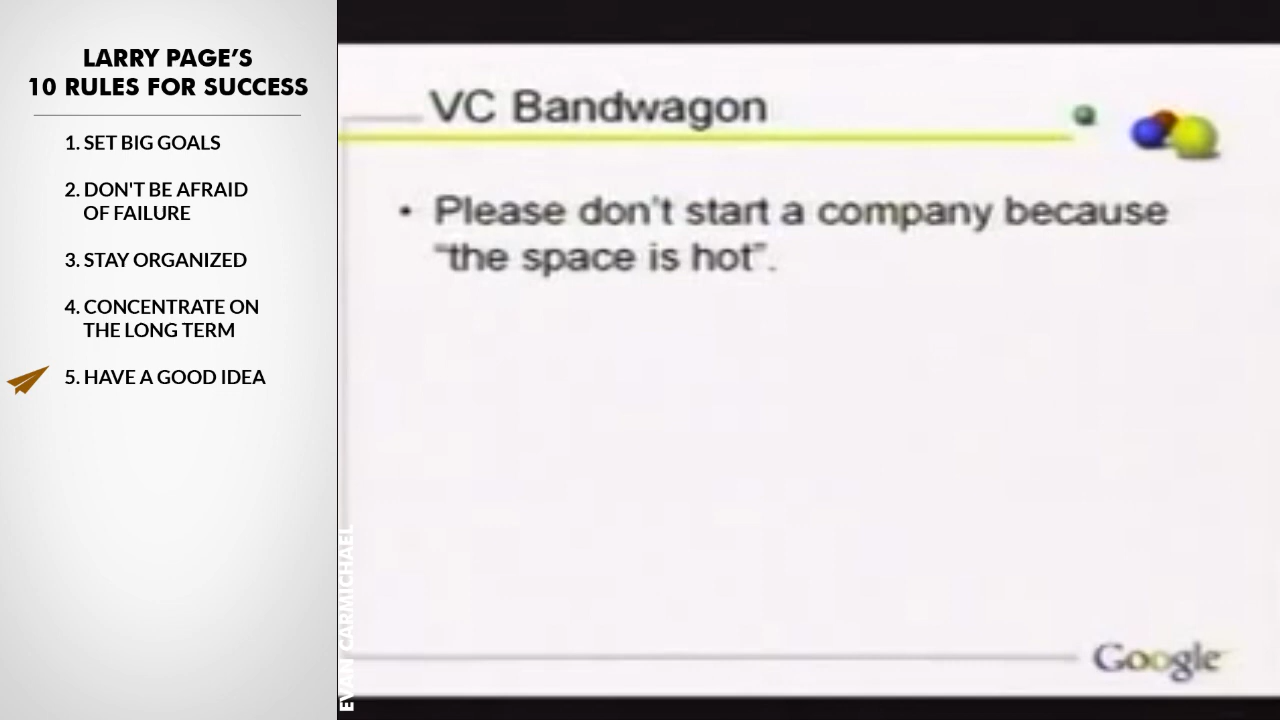 LARRY PAGE’S
10 RULES FOR SUCCESS
1. SET BIG GOALS
2. DON'T BE AFRAID
OF FAILURE
3. STAY ORGANIZED
4. CONCENTRATE ON
THE LONG TERM
5. HAVE A GOOD IDEA
VC Bandwagon
• Please don’t start a company because
“the space is hot”.
EVAN CARMICHAEL
Google